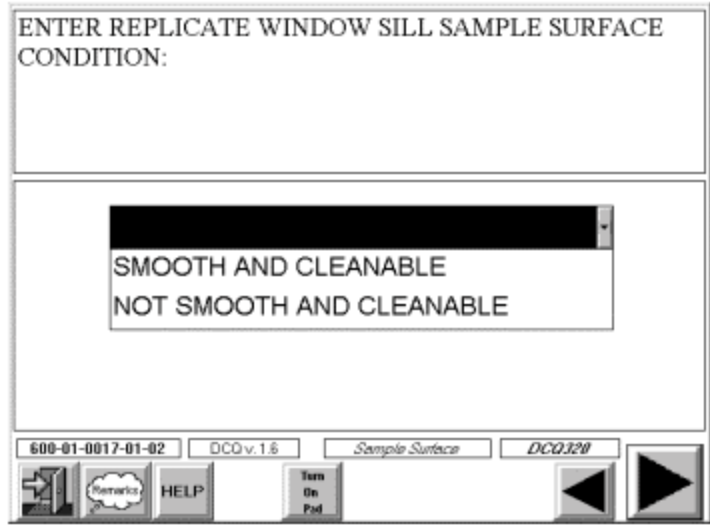 ENTER REPLICATE WINDOW SILL SAMPLE SURFACE
CONDITION:
SMOOTH AND CLEANABLE
NOT SMOOTH AND CLEANABLE
600-01-0017-01-02
DCQ v. 1.6
Sample Surface
DCQ320
Remarks
HELP
Turn
On
Pad